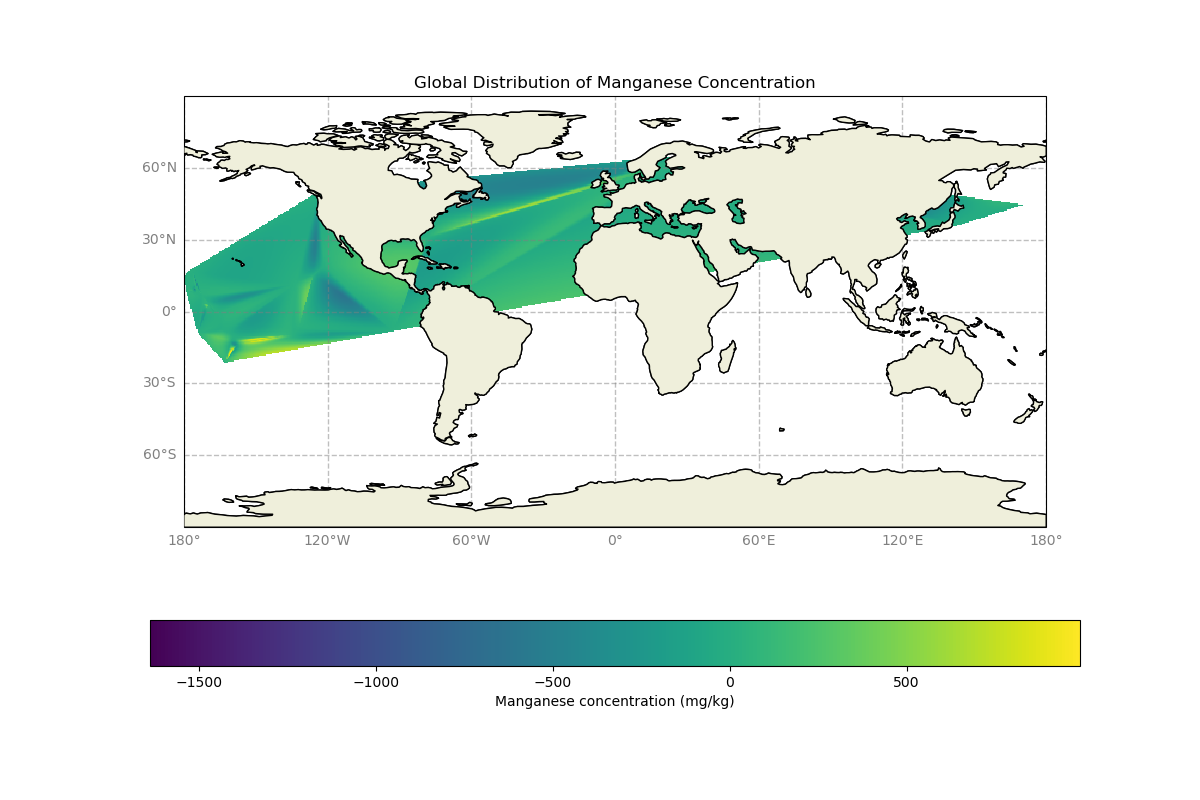 Global Distribution of Manganese Concentration
60°N
30°N
0°
30°S
60°S
180° 120°W 60°W 0° 60°E 120°E 180°
−1500 −1000 −500 0 500
Manganese concentration (mg/kg)